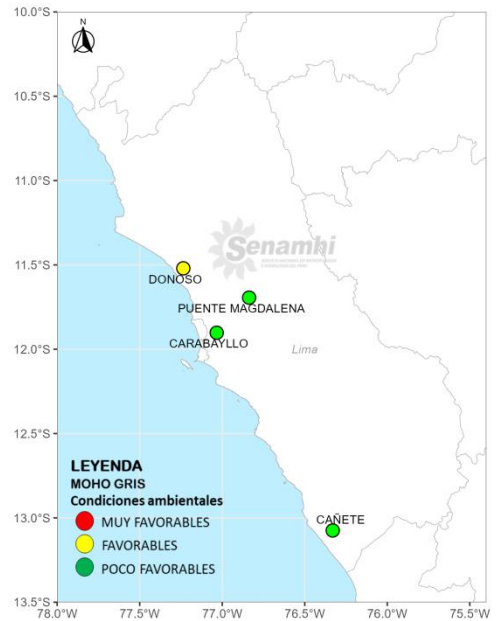 10.0°S
N
10.5°S
11.0°S
Senamhi
11.5°S
DONOSO
PUENTE MAGDALENA
CARABAYLLO
12.0°S
Lima
12.5°S
LEYENDA
MOHO GRIS
Condiciones ambientales
MUY FAVORABLES
CAÑETE
13.0°S
FAVORABLES
POCO FAVORABLES
13.5°S
78.0°W 77.5°W 77.0°W 76.5°W 76.0°W 75.5°W